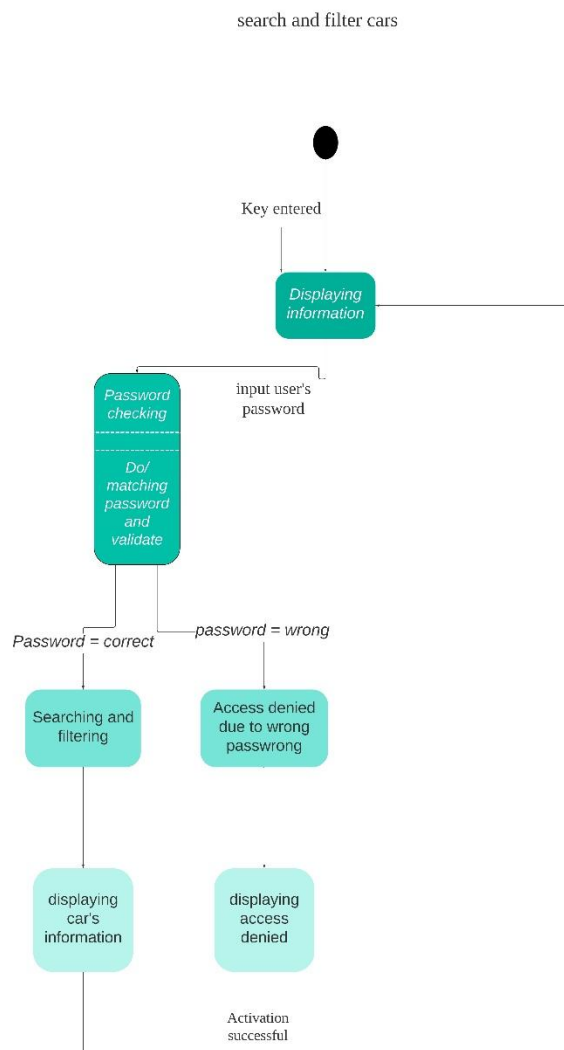 search and filter cars
Key entered
Displaying
information
input user's
password
Password
checking
Do/
matching
password
and
validate
Password = correct
password = wrong
Searching and
filtering
Access denied
due to wrong
passwrong
displaying
car's
information
displaying
access
denied
Activation
successful